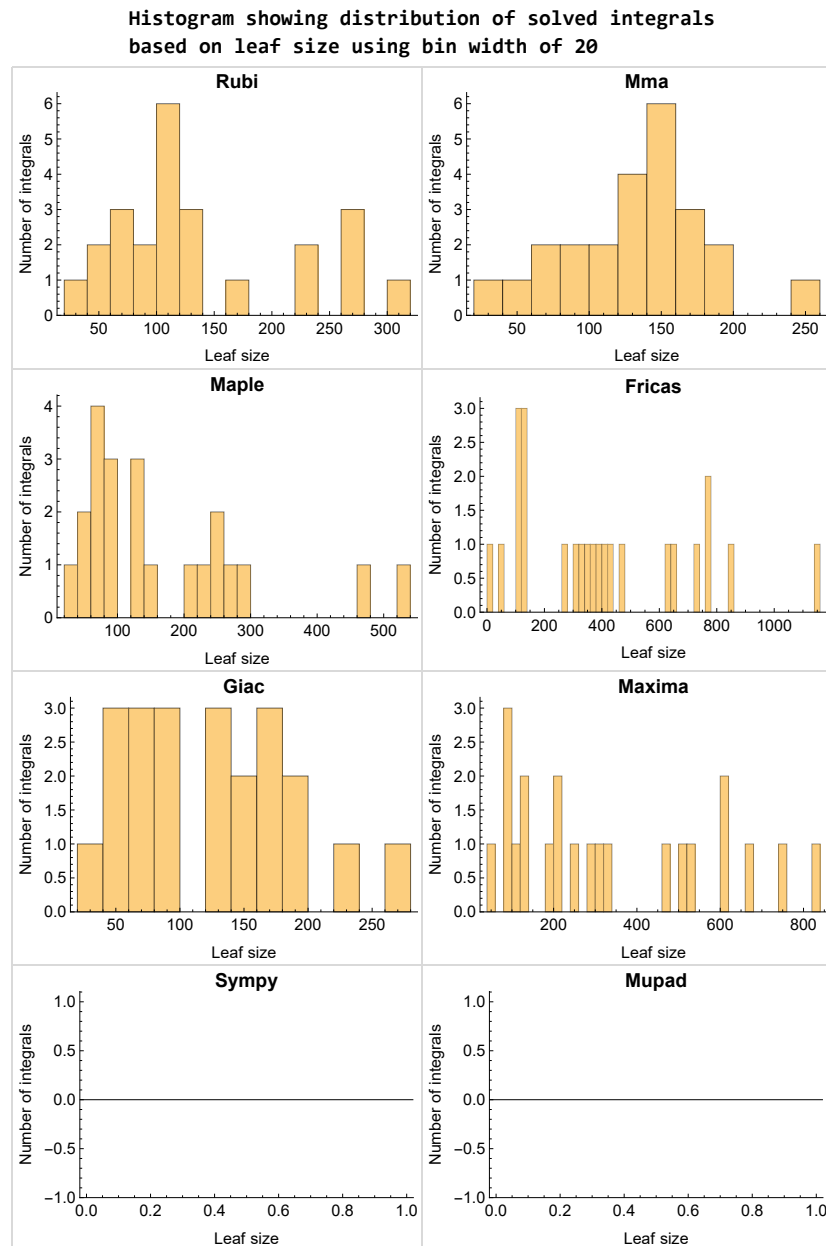 Histogram showing distribution of solved integrals
based on leaf size using bin width of 20
Rubi
Number of integrals
6
5
4
3
2
1
0
50 100 150 200 250 300
Leaf size
Mma
Number of integrals
6
5
4
3
2
1
0
50 100 150 200 250
Leaf size
Maple
Number of integrals
4
3
2
1
0
100 200 300 400 500
Leaf size
Fricas
Number of integrals
3.0
2.5
2.0
1.5
1.0
0.5
0.0
0 200 400 600 800 1000
Leaf size
Giac
Number of integrals
3.0
2.5
2.0
1.5
1.0
0.5
0.0
50 100 150 200 250
Leaf size
Maxima
Number of integrals
3.0
2.5
2.0
1.5
1.0
0.5
0.0
200 400 600 800
Leaf size
Sympy
Number of integrals
1.0
0.5
0.0
−0.5
−1.0
0.0 0.2 0.4 0.6 0.8 1.0
Leaf size
Mupad
Number of integrals
1.0
0.5
0.0
−0.5
−1.0
0.0 0.2 0.4 0.6 0.8 1.0
Leaf size